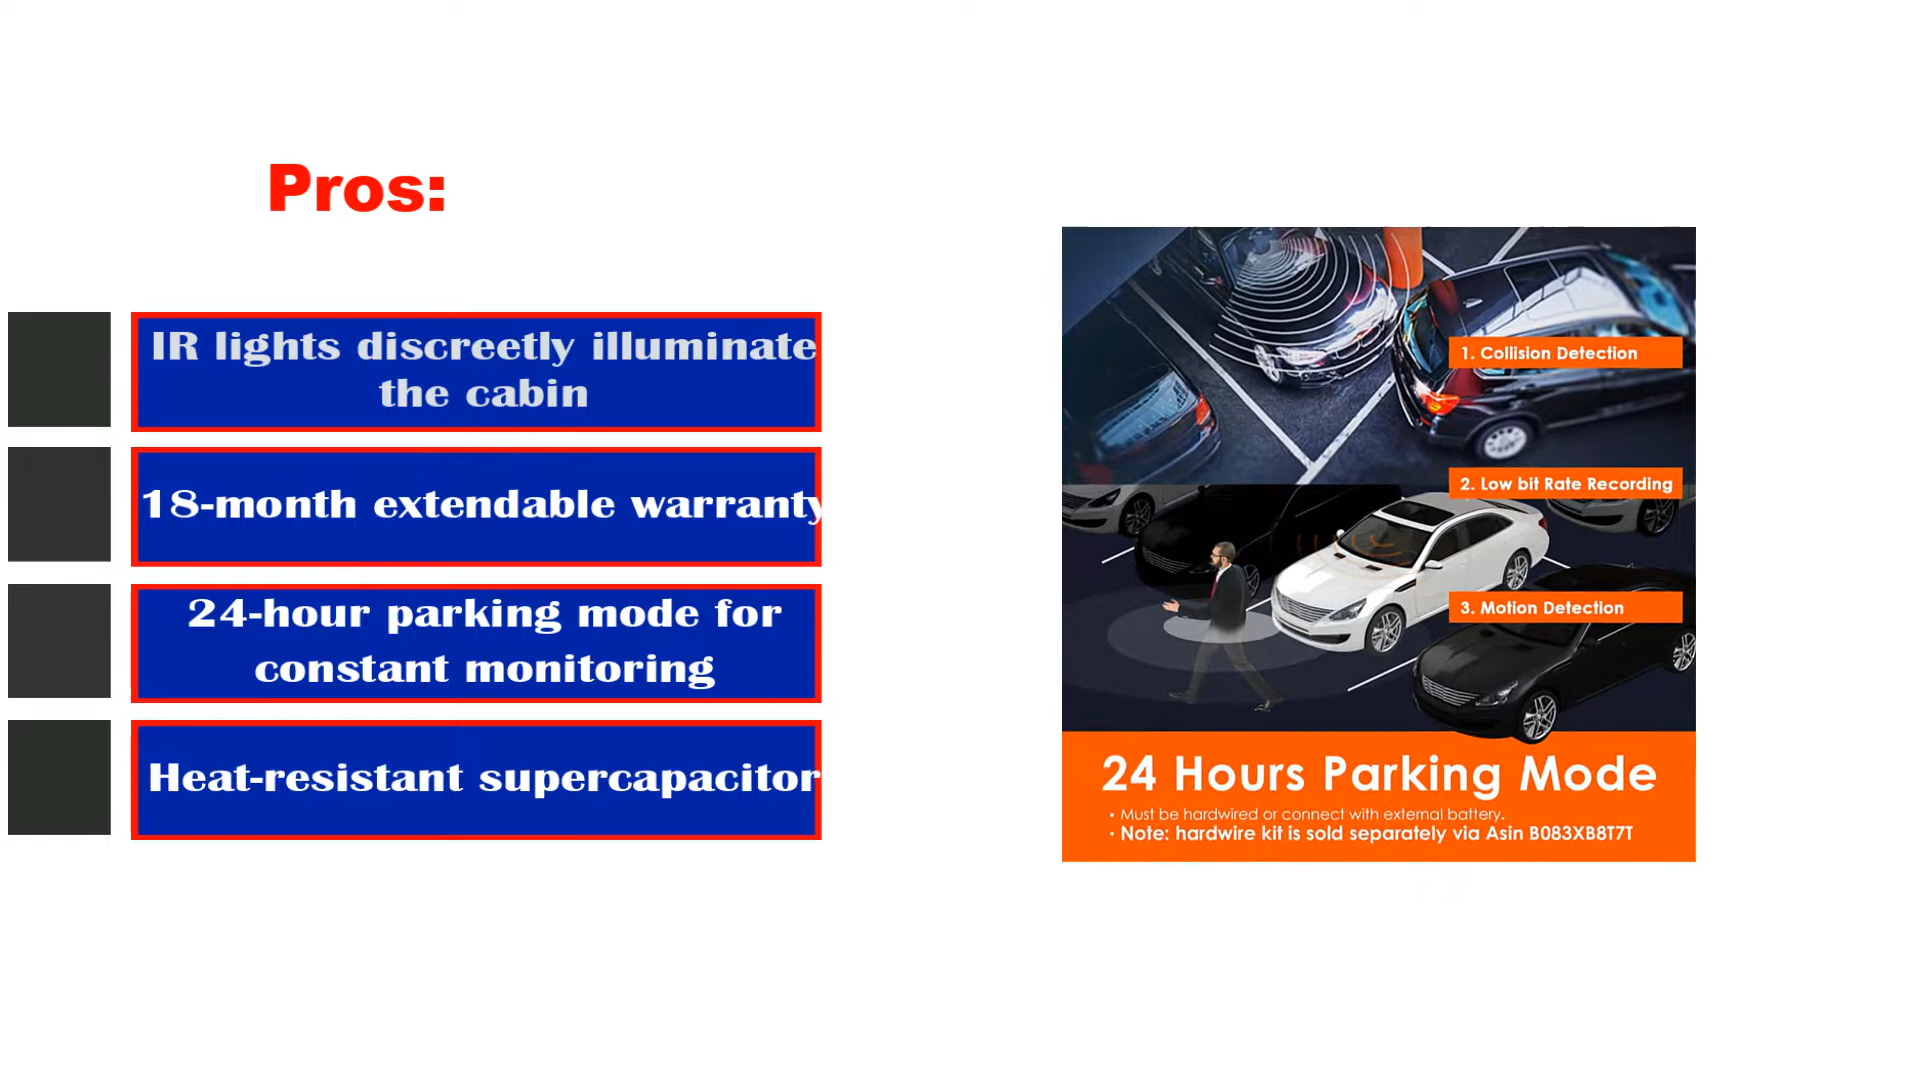 Pros:
IR lights discreetly illuminate
the cabin
18-month extendable warranty
24-hour parking mode for
constant monitoring
Heat-resistant supercapacitor
1. Collision Detection
2. Low bit Rate Recording
3. Motion Detection
24 Hours Parking Mode
• Must be hardwired or connect with external battery.
• Note: hardwire kit is sold separately via Asin B083XB8T7T